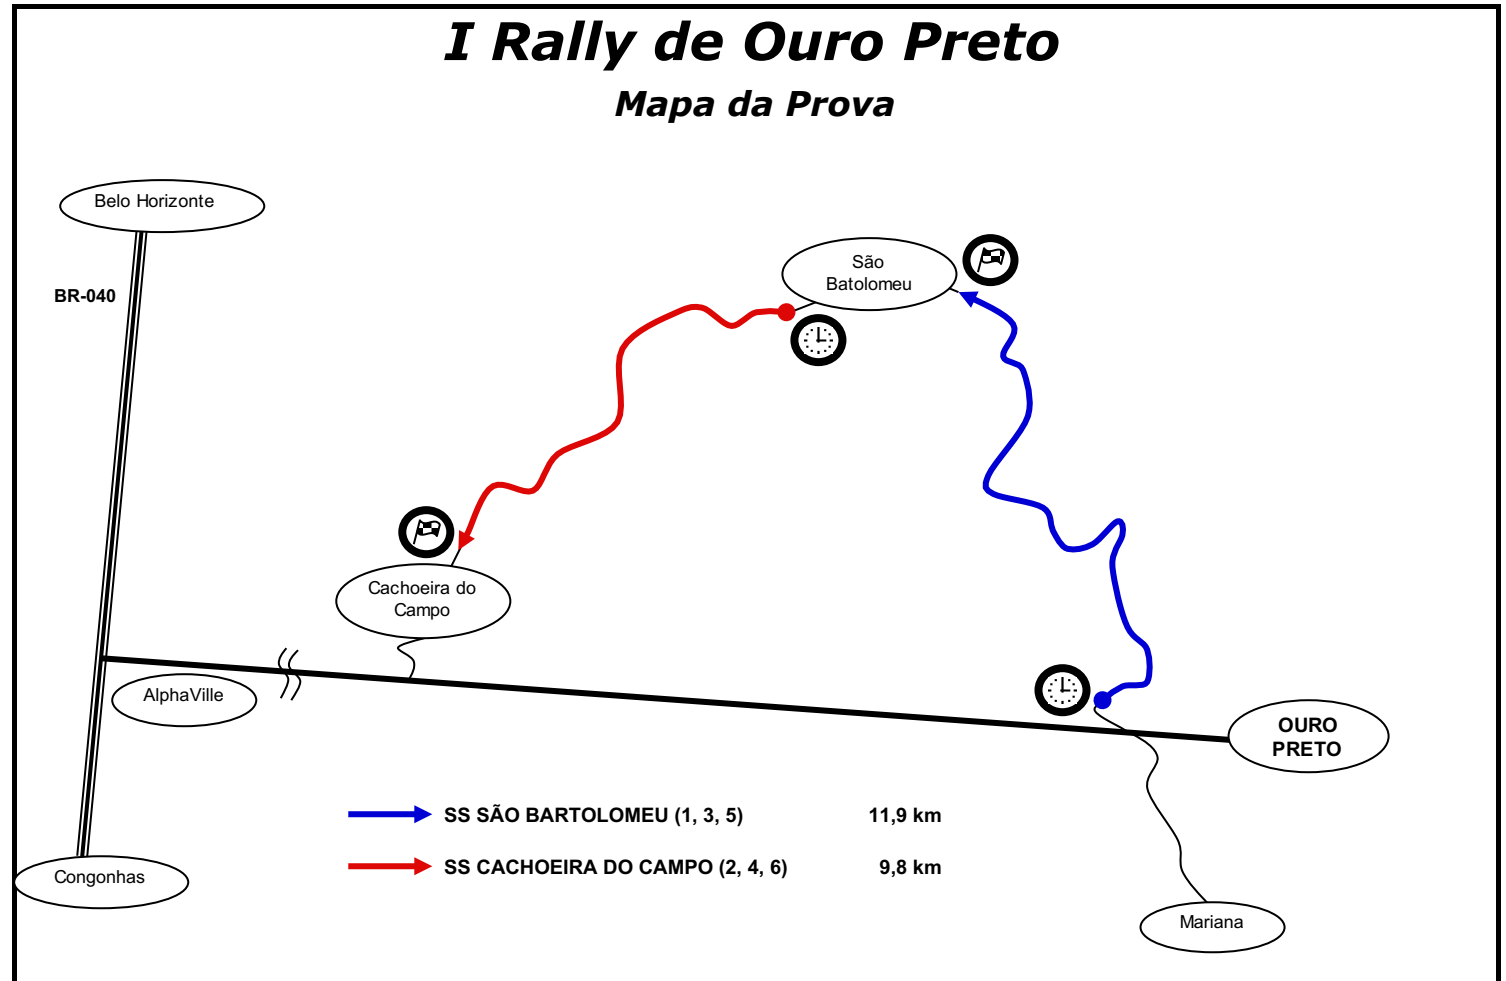 I Rally de Ouro Preto
Mapa da Prova
Belo Horizonte
BR-040
São
Batolomeu
Cachoeira do
Campo
AlphaVille
OURO
PRETO
SS SÃO BARTOLOMEU (1, 3, 5) 11,9 km
SS CACHOEIRA DO CAMPO (2, 4, 6) 9,8 km
Congonhas
Mariana